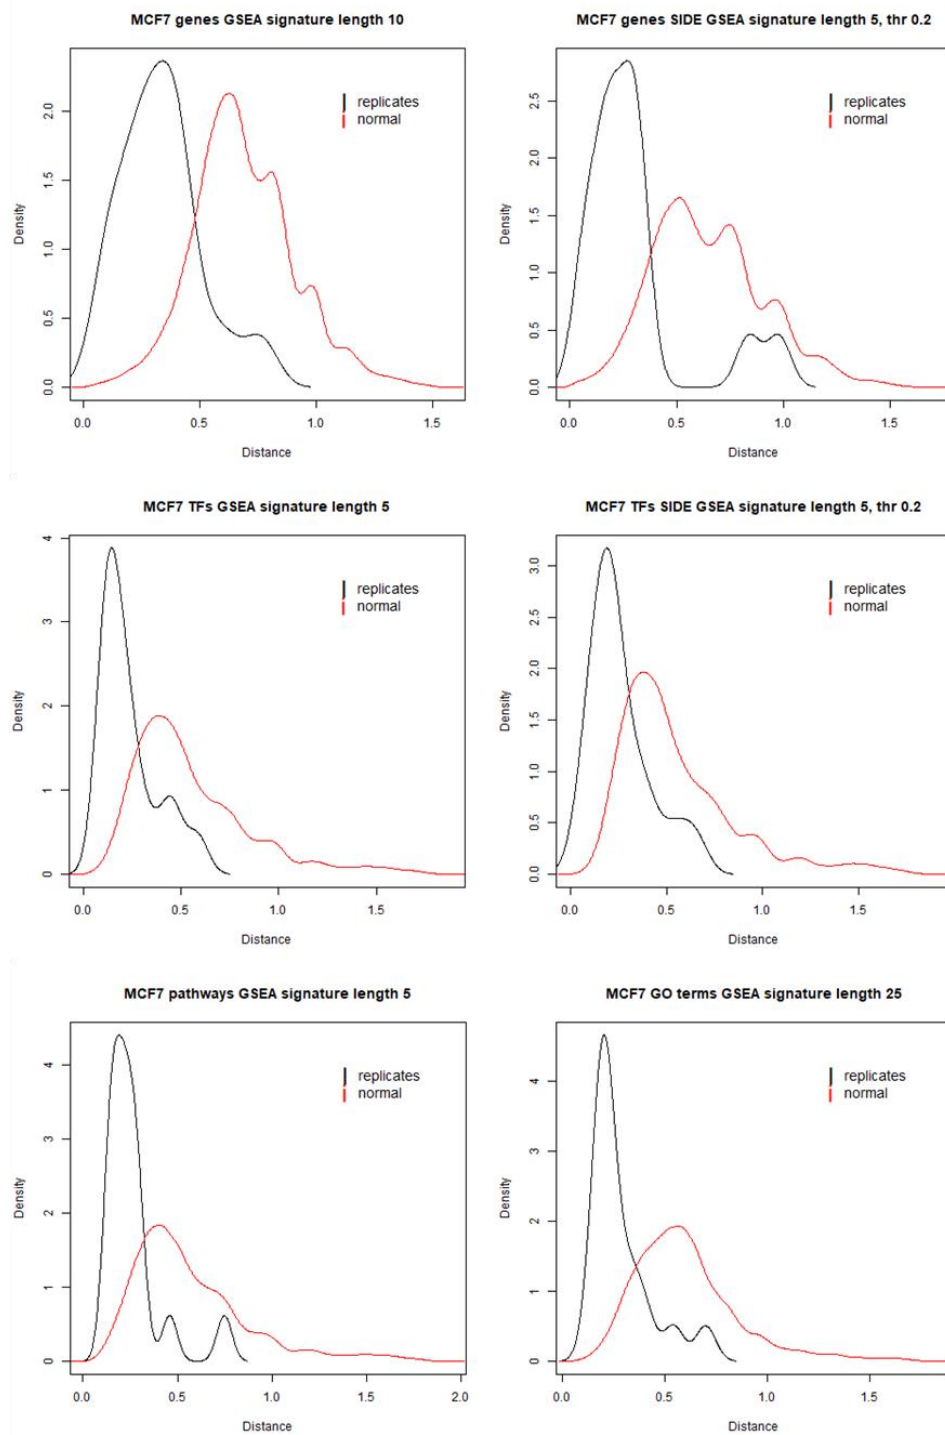 MCF7 genes GSEA signature length 10
Density
0.0 0.5 1.0 1.5 2.0
replicates
normal
0.0 0.5 1.0 1.5
Distance
MCF7 genes SIDE GSEA signature length 5, thr 0.2
Density
0.0 0.5 1.0 1.5 2.0 2.5
replicates
normal
0.0 0.5 1.0 1.5
Distance
MCF7 TFs GSEA signature length 5
Density
0 1 2 3 4
replicates
normal
0.0 0.5 1.0 1.5
Distance
MCF7 TFs SIDE GSEA signature length 5, thr 0.2
Density
0.0 0.5 1.0 1.5 2.0 2.5 3.0
replicates
normal
0.0 0.5 1.0 1.5
Distance
MCF7 pathways GSEA signature length 5
Density
0 1 2 3 4
replicates
normal
0.0 0.5 1.0 1.5 2.0
Distance
MCF7 GO terms GSEA signature length 25
Density
0 1 2 3 4
replicates
normal
0.0 0.5 1.0 1.5
Distance